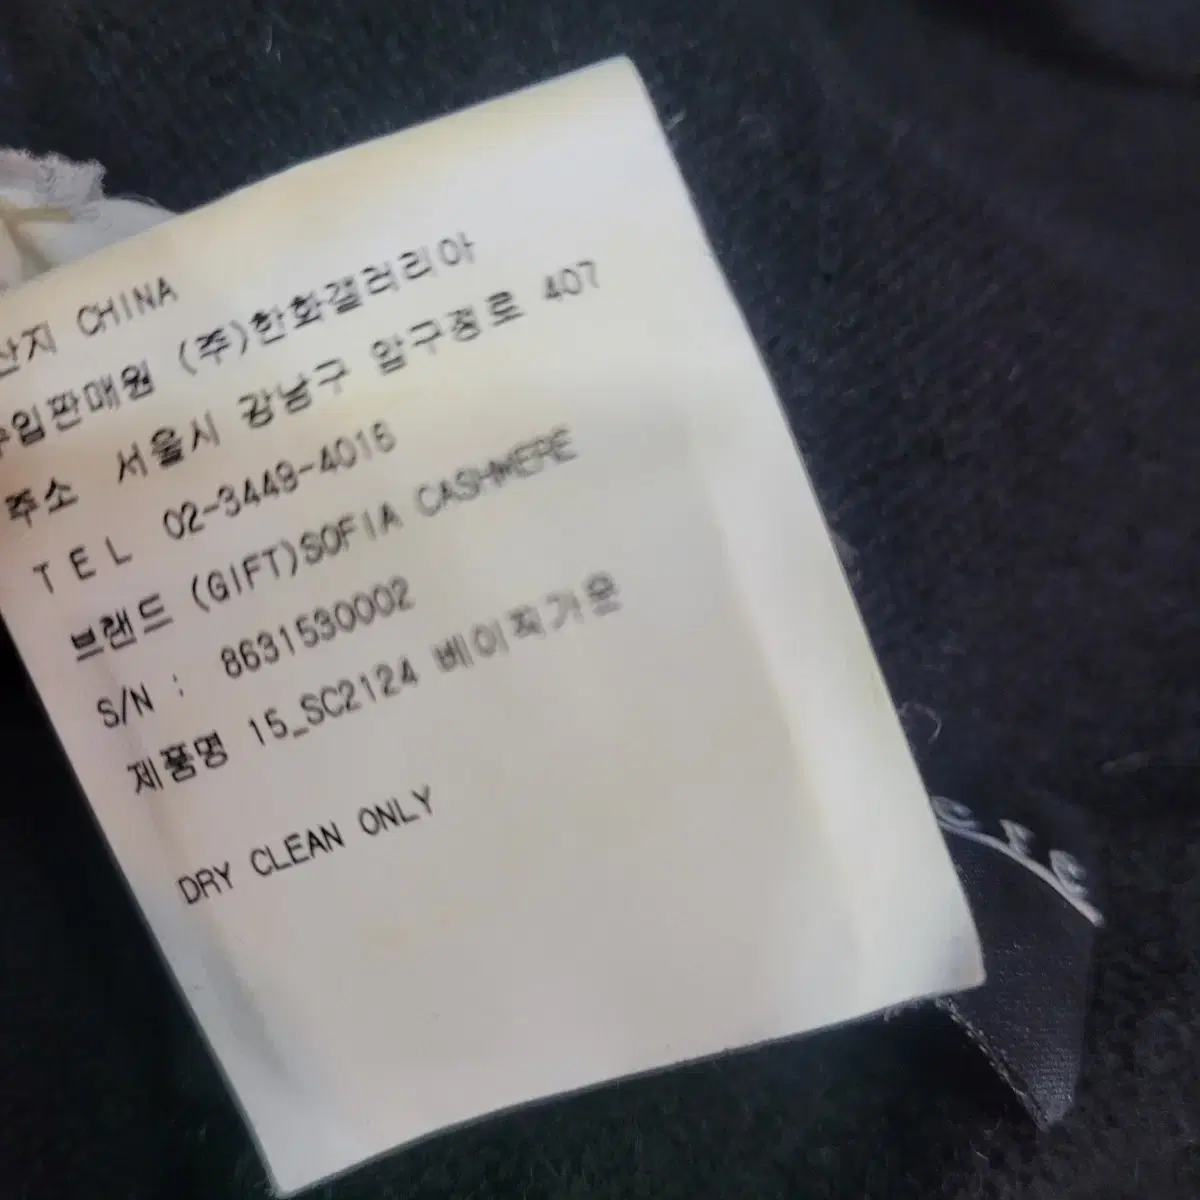 산지 CHINA
수입판매원 (주)한화갤러리아
주소 서울시 강남구 압구정로 407
TEL 02-3449-4016
브랜드 (GIFT)SOFIA CASHMERE
S/N : 8631530002
제품명 15_SC2124 베이직가운
DRY CLEAN ONLY